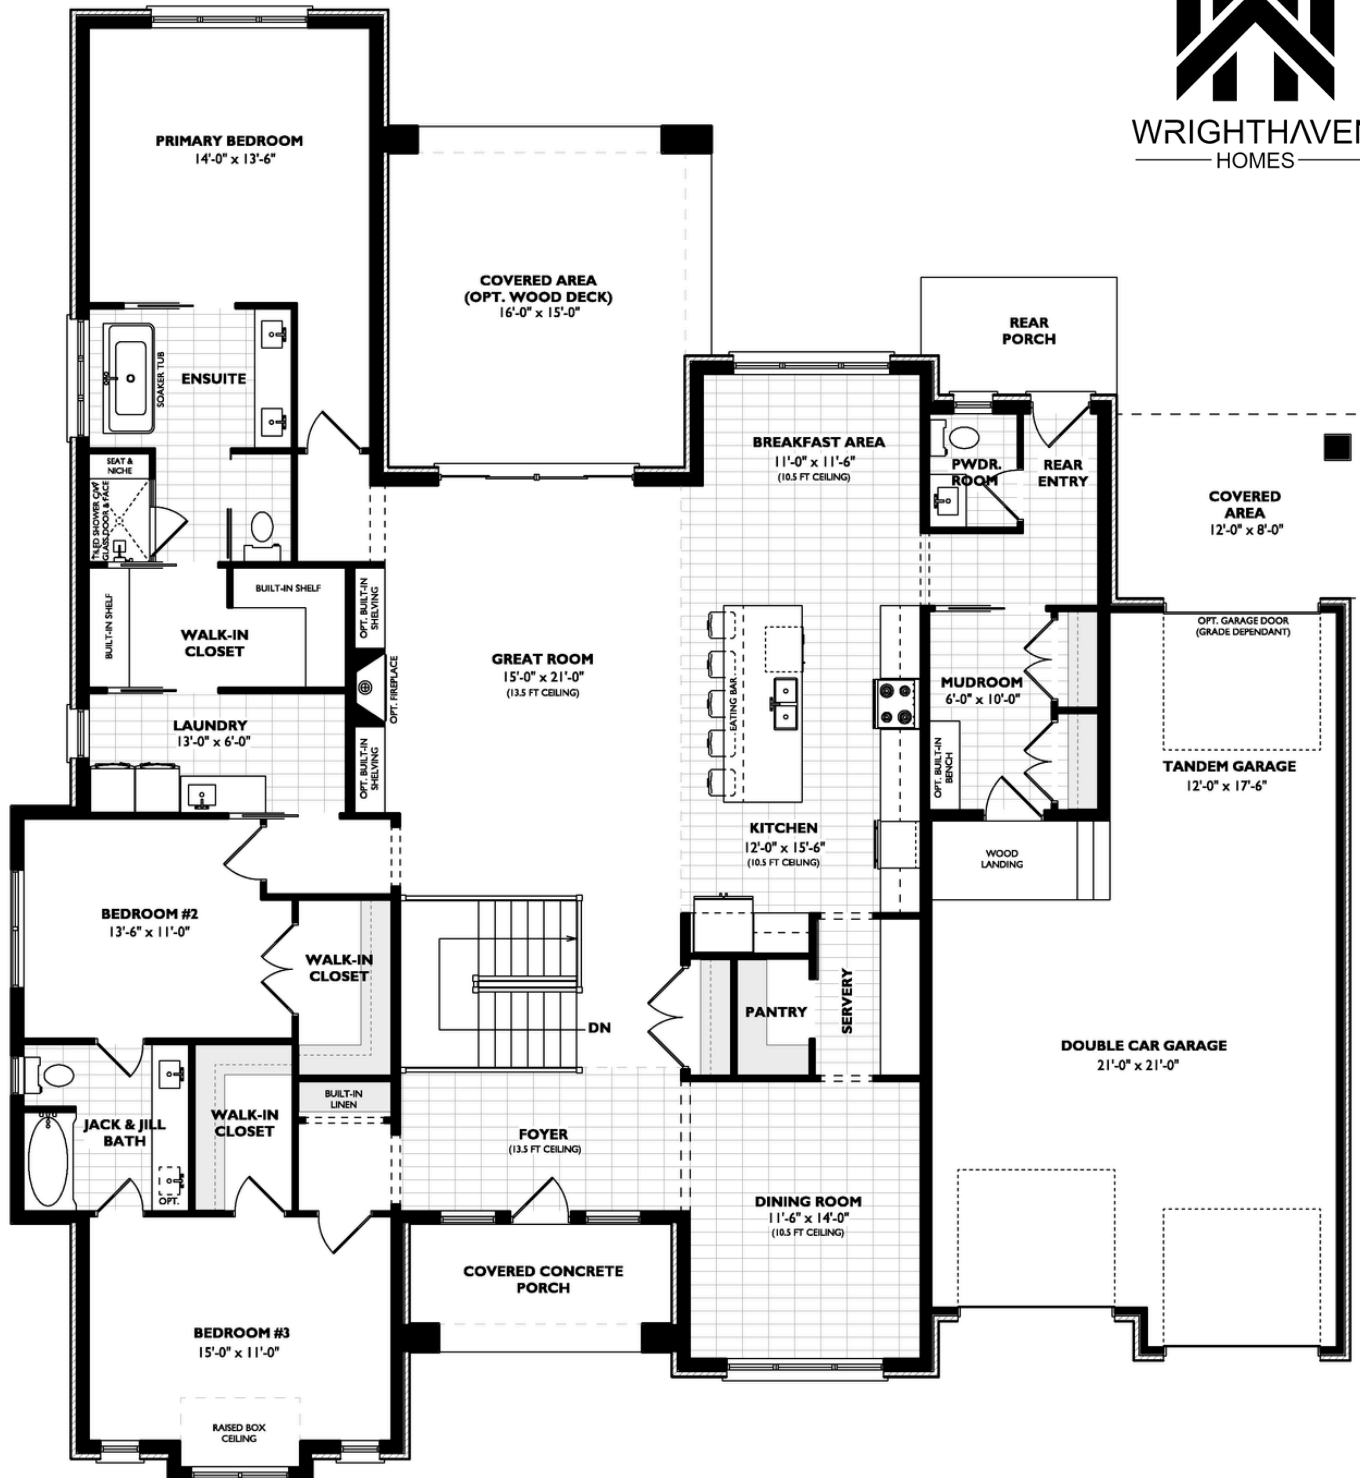 WRIGHTHAVEN
HOMES
PRIMARY BEDROOM
14'-0" x 13'-6"
COVERED AREA
(OPT. WOOD DECK)
16'-0" x 15'-0"
REAR
PORCH
SOAKER TUB
ENSUITE
SEAT &
NICHE
TILED SHOWER C/W
GLASS DOOR & FACE
BREAKFAST AREA
11'-0" x 11'-6"
(10.5 FT CEILING)
PWDR.
ROOM
REAR
ENTRY
COVERED
AREA
12'-0" x 8'-0"
BUILT-IN SHELF
BUILT-IN SHELF
WALK-IN
CLOSET
OPT. BUILT-IN
SHELVING
OPT. FIREPLACE
OPT. BUILT-IN
SHELVING
GREAT ROOM
15'-0" x 21'-0"
(13.5 FT CEILING)
EATING BAR
OPT. GARAGE DOOR
(GRADE DEPENDANT)
MUDROOM
6'-0" x 10'-0"
OPT. BUILT-IN
BENCH
LAUNDRY
13'-0" x 6'-0"
TANDEM GARAGE
12'-0" x 17'-6"
KITCHEN
12'-0" x 15'-6"
(10.5 FT CEILING)
WOOD
LANDING
BEDROOM #2
13'-6" x 11'-0"
WALK-IN
CLOSET
DN
PANTRY
SERVERY
DOUBLE CAR GARAGE
21'-0" x 21'-0"
JACK & JILL
BATH
OPT.
WALK-IN
CLOSET
BUILT-IN
LINEN
FOYER
(13.5 FT CEILING)
DINING ROOM
11'-6" x 14'-0"
(10.5 FT CEILING)
COVERED CONCRETE
PORCH
BEDROOM #3
15'-0" x 11'-0"
RAISED BOX
CEILING